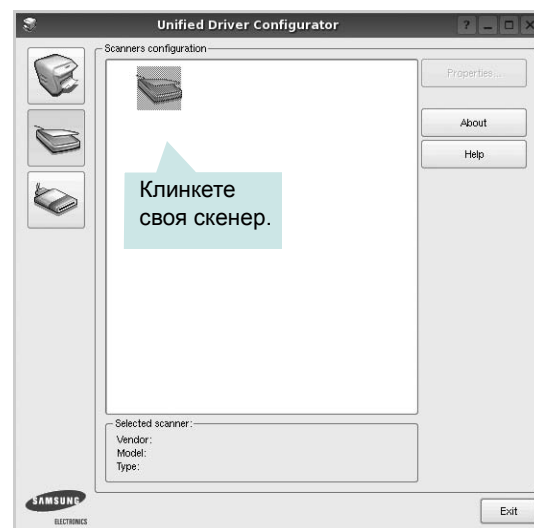 Unified Driver Configurator
Scanners configuration
Properties...
About
Help
Клинкете
своя скенер.
Selected scanner:
Vendor:
Model:
Type:
SAMSUNG
ELECTRONICS
Exit